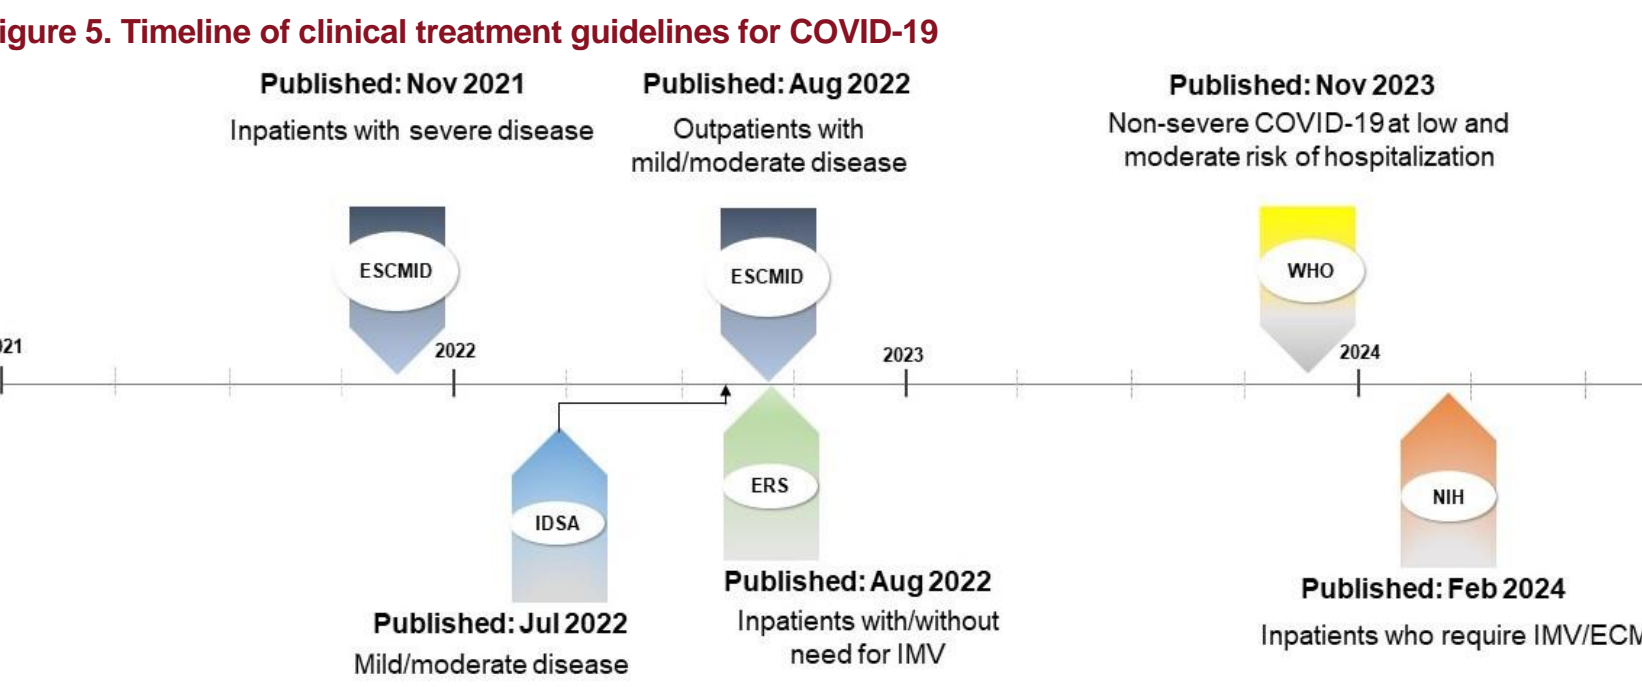 igure 5. Timeline of clinical treatment guidelines for COVID-19
Published: Nov 2021
Inpatients with severe disease
Published: Aug 2022
Outpatients with
mild/moderate disease
Published: Nov 2023
Non-severe COVID-19 at low and
moderate risk of hospitalization
ESCMID
ESCMID
WHO
021
2022
2023
2024
IDSA
ERS
NIH
Published: Jul 2022
Mild/moderate disease
Published: Aug 2022
Inpatients with/without
need for IMV
Published: Feb 2024
Inpatients who require IMV/ECM